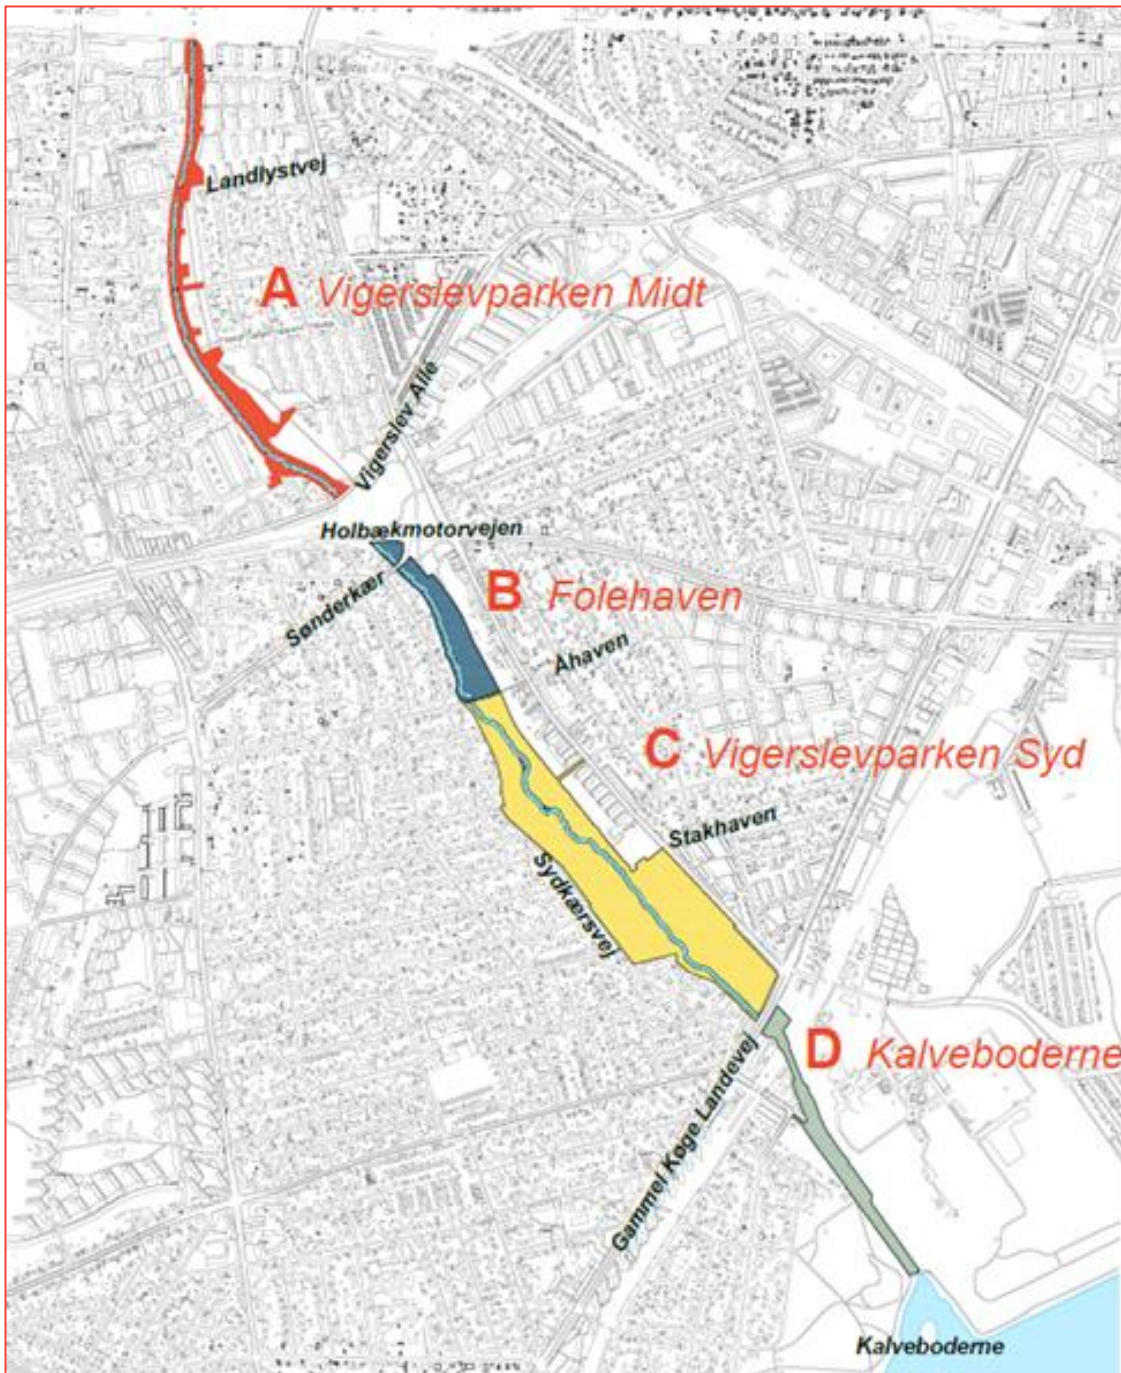 Landlystvej
A Vigerslevparken Midt
Vigerslev Alle
Holbækmotorvejen
Sønderkær
B Folehaven
Åhaven
C Vigerslevparken Syd
Stakhaven
Sydkærsvej
D Kalveboderne
Gammel Køge Landevej
Kalveboderne